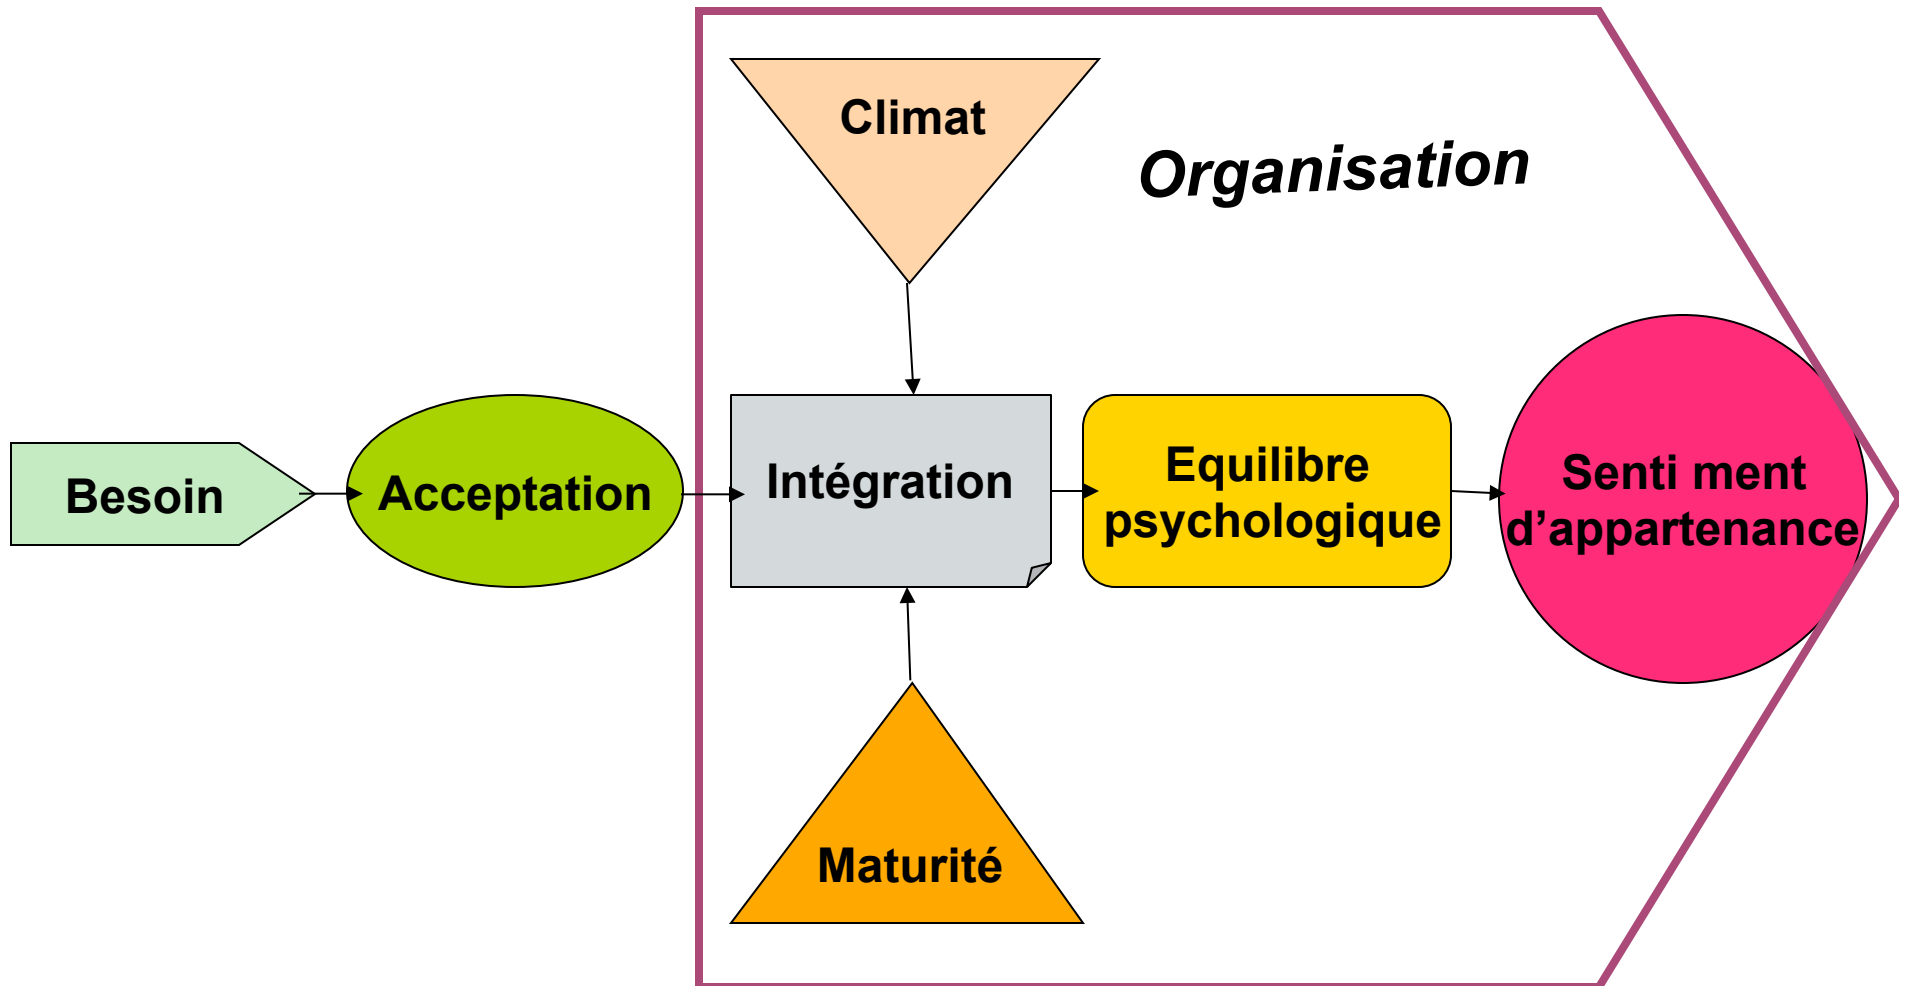 Climat
Organisation
Besoin
Acceptation
Intégration
Equilibre
psychologique
Senti ment
d’appartenance
Maturité